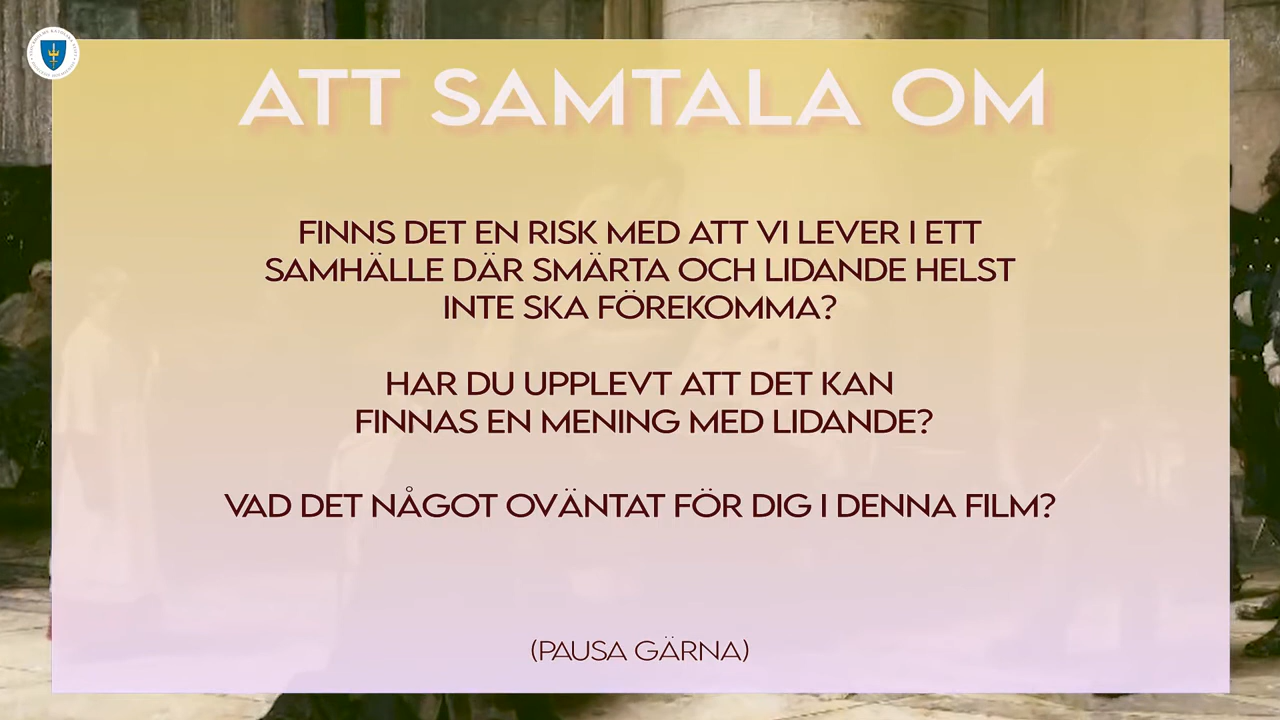 ATT SAMTALA OM
FINNS DET EN RISK MED ATT VI LEVER I ETT
SAMHÄLLE DÄR SMÄRTA OCH LIDANDE HELST
INTE SKA FÖREKOMMA?
HAR DU UPPLEVT ATT DET KAN
FINNAS EN MENING MED LIDANDE?
VAD DET NÅGOT OVÄNTAT FÖR DIG I DENNA FILM?
(PAUSA GÄRNA)